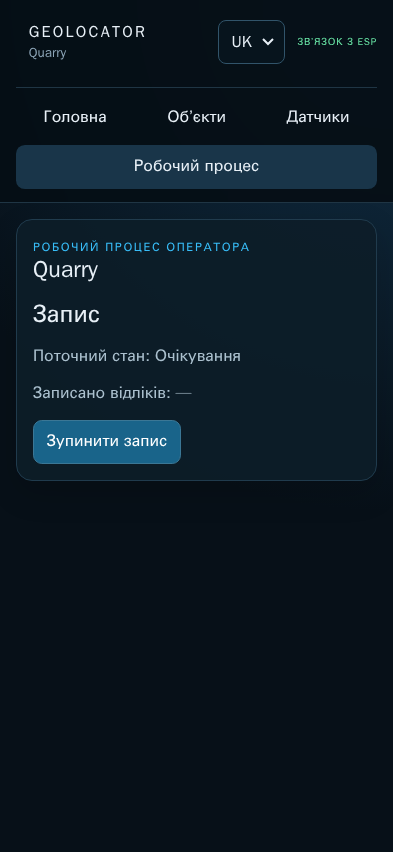 GEOLOCATOR
Quarry
UK
ЗВ'ЯЗОК З ESP
Головна
Об'єкти
Датчики
Робочий процес
РОБОЧИЙ ПРОЦЕС ОПЕРАТОРА
Quarry
Запис
Поточний стан: Очікування
Записано відліків: —
Зупинити запис